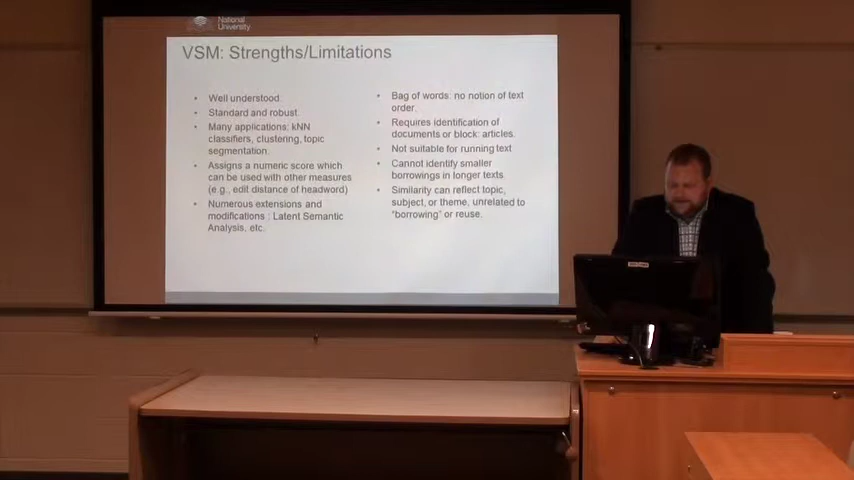 National
University
VSM: Strengths/Limitations
• Well understood.
• Standard and robust.
• Many applications: kNN
classifiers, clustering, topic
segmentation.
• Assigns a numeric score which
can be used with other measures
(e.g., edit distance of headword)
• Numerous extensions and
modifications : Latent Semantic
Analysis, etc.
• Bag of words: no notion of text
order.
• Requires identification of
documents or block: articles.
• Not suitable for running text
• Cannot identify smaller
borrowings in longer texts.
• Similarity can reflect topic,
subject, or theme, unrelated to
"borrowing" or reuse.